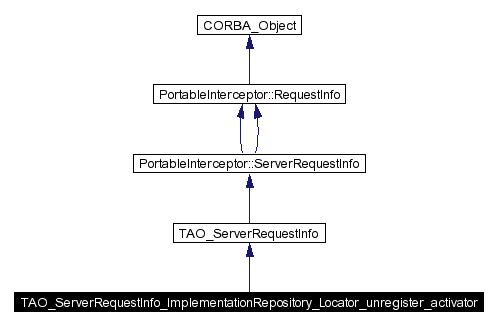 CORBA_Object
PortableInterceptor::RequestInfo
PortableInterceptor::ServerRequestInfo
TAO_ServerRequestInfo
TAO_ServerRequestInfo_ImplementationRepository_Locator_unregister_activator